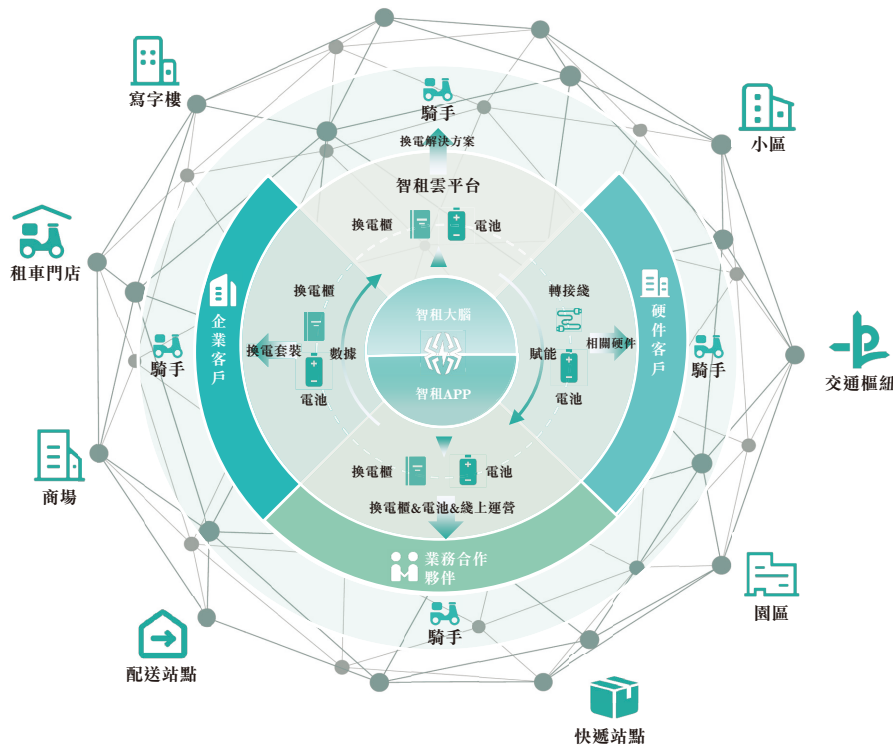 寫字樓
騎手
小區
換電解決方案
智租雲平台
換電櫃
電池
租車門店
企業客戶
換電櫃
轉接綫
硬件客戶
智租大腦
騎手
換電套裝
數據
賦能
相關硬件
騎手
交通樞紐
智租APP
電池
電池
商場
換電櫃
電池
換電櫃&電池&綫上運營
業務合作
夥伴
園區
騎手
配送站點
快遞站點